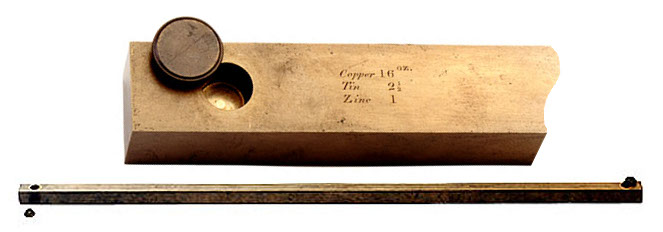 Copper 16 oz.
Tin 2½
Zinc 1